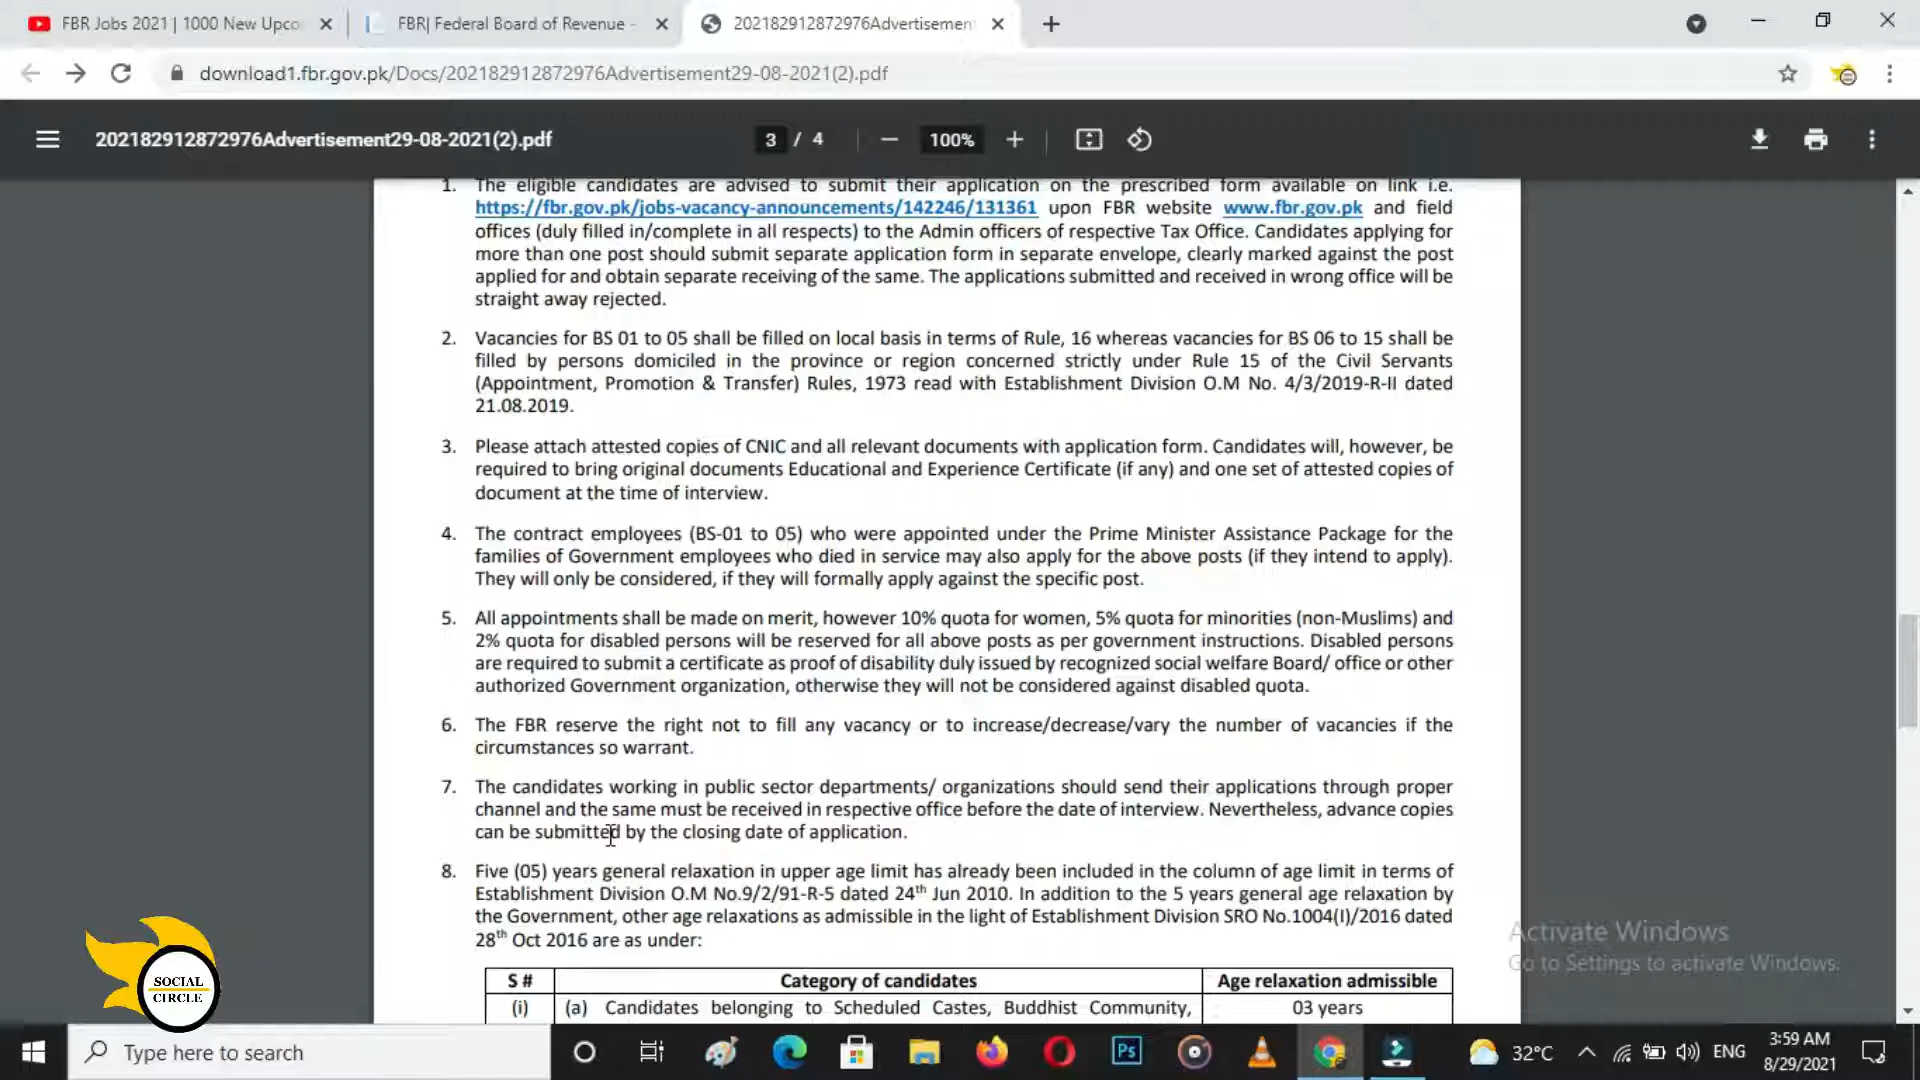 FBR Jobs 2021 | 1000 New Upco
FBR| Federal Board of Revenue -
202182912872976Advertisemen
download1.fbr.gov.pk/Docs/202182912872976Advertisement29-08-2021(2).pdf
202182912872976Advertisement29-08-2021(2).pdf
3 / 4
100%
1. The eligible candidates are advised to submit their application on the prescribed form available on link i.e.
https://fbr.gov.pk/jobs-vacancy-announcements/142246/131361 upon FBR website www.fbr.gov.pk and field
offices (duly filled in/complete in all respects) to the Admin officers of respective Tax Office. Candidates applying for
more than one post should submit separate application form in separate envelope, clearly marked against the post
applied for and obtain separate receiving of the same. The applications submitted and received in wrong office will be
straight away rejected.
2. Vacancies for BS 01 to 05 shall be filled on local basis in terms of Rule, 16 whereas vacancies for BS 06 to 15 shall be
filled by persons domiciled in the province or region concerned strictly under Rule 15 of the Civil Servants
(Appointment, Promotion & Transfer) Rules, 1973 read with Establishment Division O.M No. 4/3/2019-R-II dated
21.08.2019.
3. Please attach attested copies of CNIC and all relevant documents with application form. Candidates will, however, be
required to bring original documents Educational and Experience Certificate (if any) and one set of attested copies of
document at the time of interview.
4. The contract employees (BS-01 to 05) who were appointed under the Prime Minister Assistance Package for the
families of Government employees who died in service may also apply for the above posts (if they intend to apply).
They will only be considered, if they will formally apply against the specific post.
5. All appointments shall be made on merit, however 10% quota for women, 5% quota for minorities (non-Muslims) and
2% quota for disabled persons will be reserved for all above posts as per government instructions. Disabled persons
are required to submit a certificate as proof of disability duly issued by recognized social welfare Board/ office or other
authorized Government organization, otherwise they will not be considered against disabled quota.
6. The FBR reserve the right not to fill any vacancy or to increase/decrease/vary the number of vacancies if the
circumstances so warrant.
7. The candidates working in public sector departments/ organizations should send their applications through proper
channel and the same must be received in respective office before the date of interview. Nevertheless, advance copies
can be submitted by the closing date of application.
8. Five (05) years general relaxation in upper age limit has already been included in the column of age limit in terms of
Establishment Division O.M No.9/2/91-R-5 dated 24th Jun 2010. In addition to the 5 years general age relaxation by
the Government, other age relaxations as admissible in the light of Establishment Division SRO No.1004(I)/2016 dated
28th Oct 2016 are as under:
S # Category of candidates Age relaxation admissible
(i) (a) Candidates belonging to Scheduled Castes, Buddhist Community, 03 years
Activate Windows
Go to Settings to activate Windows.
SOCIAL
CIRCLE
Type here to search
Ps
32°C
ENG
3:59 AM
8/29/2021